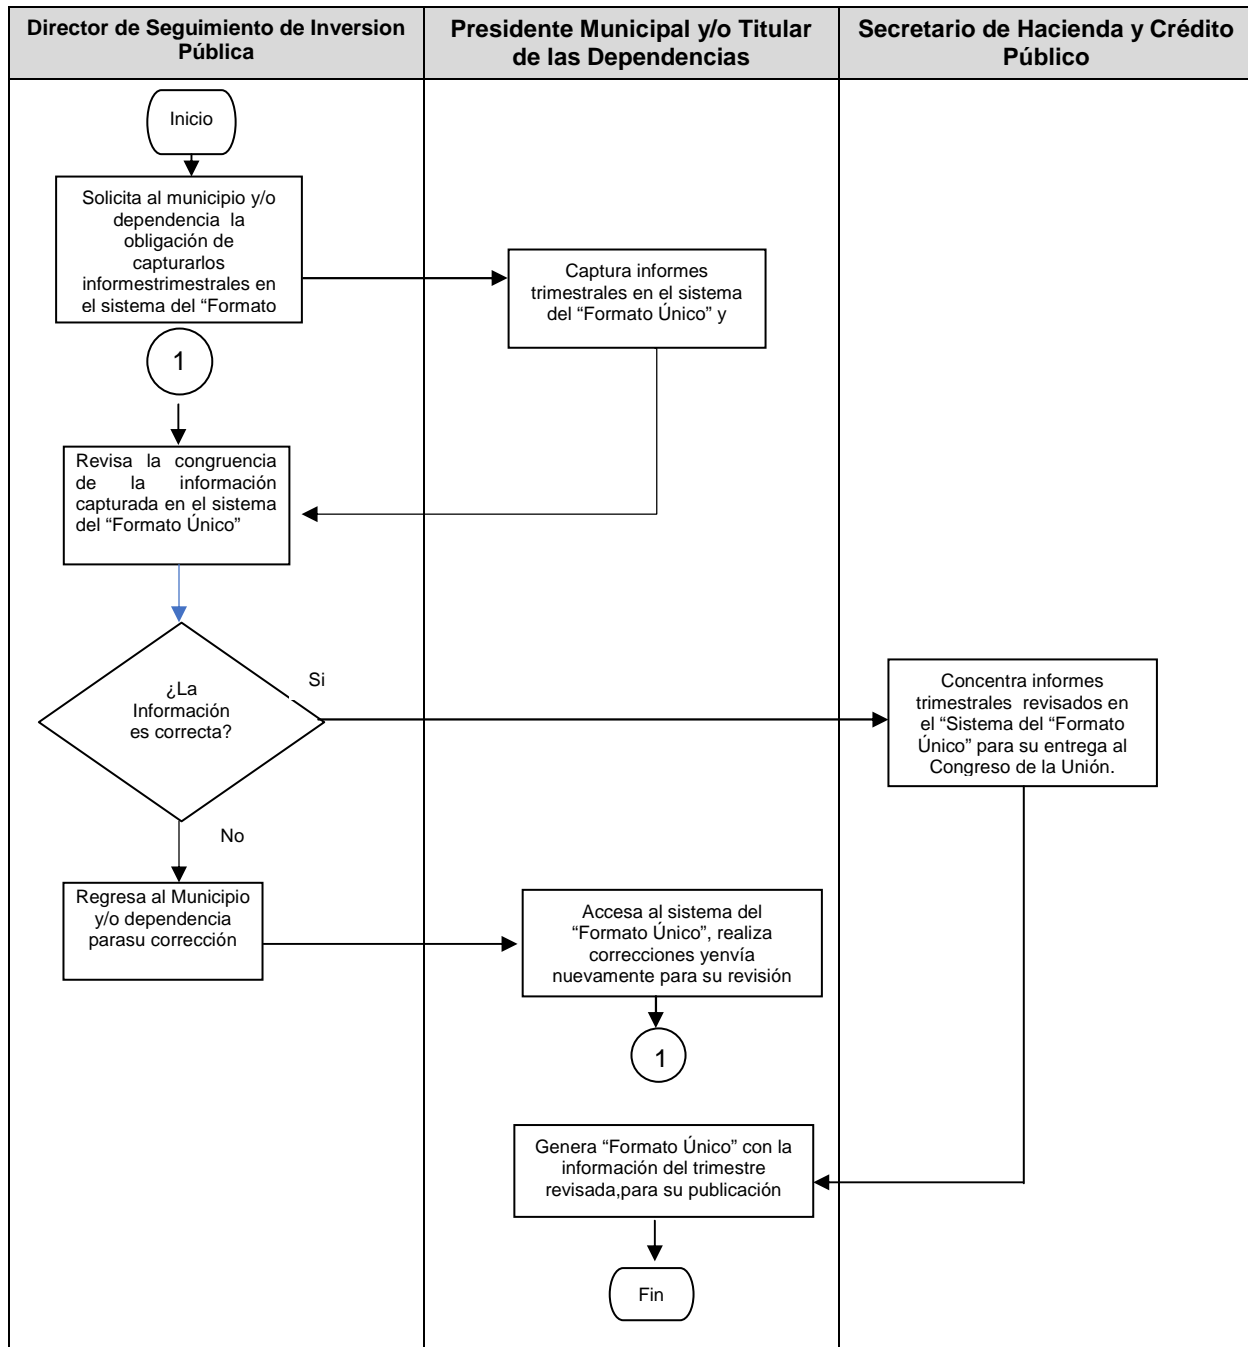 Director de Seguimiento de Inversion
Pública
Presidente Municipal y/o Titular
de las Dependencias
Secretario de Hacienda y Crédito
Público
Inicio
Solicita al municipio y/o
dependencia la
obligación de
capturarlos
informestrimestrales en
el sistema del “Formato
Captura informes
trimestrales en el sistema
del “Formato Único” y
1
Revisa la congruencia
de la información
capturada en el sistema
del “Formato Único”
¿La
Información
es correcta?
Si
Concentra informes
trimestrales revisados en
el “Sistema del “Formato
Único” para su entrega al
Congreso de la Unión.
No
Regresa al Municipio
y/o dependencia
parasu corrección
Accesa al sistema del
“Formato Único”, realiza
correcciones yenvía
nuevamente para su revisión
1
Genera “Formato Único” con la
información del trimestre
revisada,para su publicación
Fin